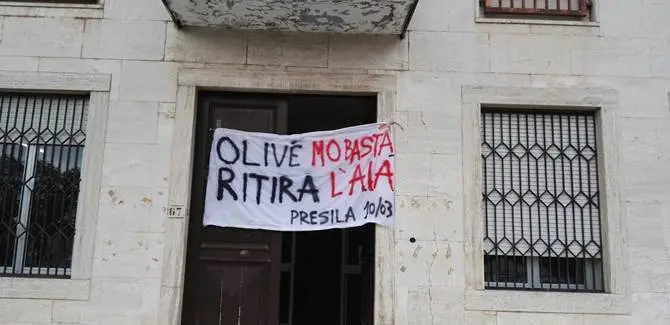 OLIVÈ MO BASTA
RITIRA L'AIA
PRESILA 10/03
67